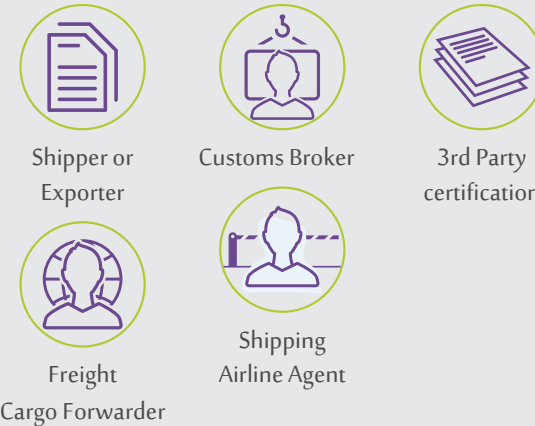 Shipper or
Exporter
Customs Broker
3rd Party
certification
Freight
Cargo Forwarder
Shipping
Airline Agent